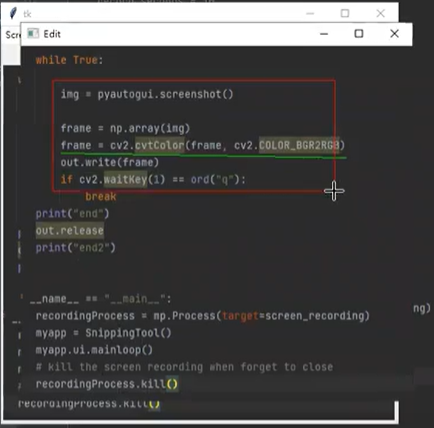 tk
Edit
while True:
img = pyautogui.screenshot()
frame = np.array(img)
frame = cv2.cvtColor(frame, cv2.COLOR_BGR2RGB)
out.write(frame)
if cv2.waitKey(1) == ord("q"):
break
print("end")
out.release
print("end2")
__name__ == "__main__":
recordingProcess = mp.Process(target=screen_recording)
ng)
myapp = SnippingTool()
myapp.ui.mainloop()
# kill the screen recording when forget to close
recordingProcess.kill()
recordingProcess.kill()